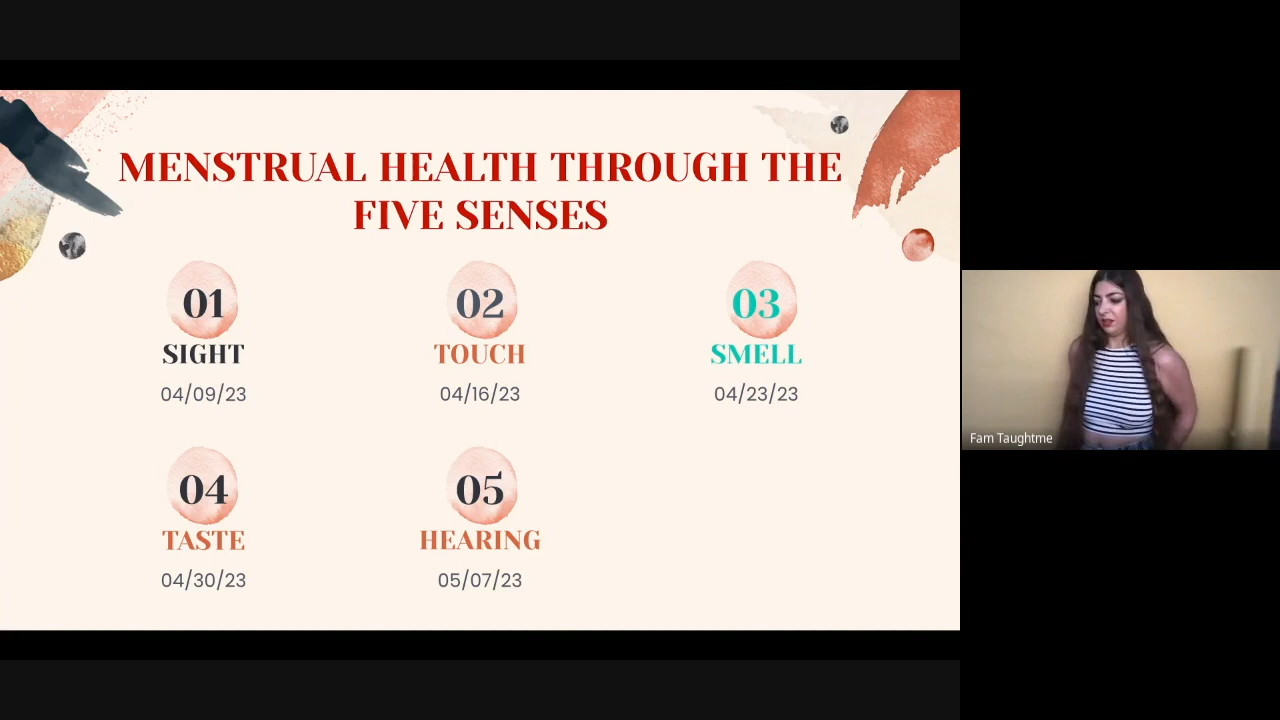 MENSTRUAL HEALTH THROUGH THE
FIVE SENSES
01
SIGHT
04/09/23
02
TOUCH
04/16/23
03
SMELL
04/23/23
04
TASTE
04/30/23
05
HEARING
05/07/23
Fam Taughtme